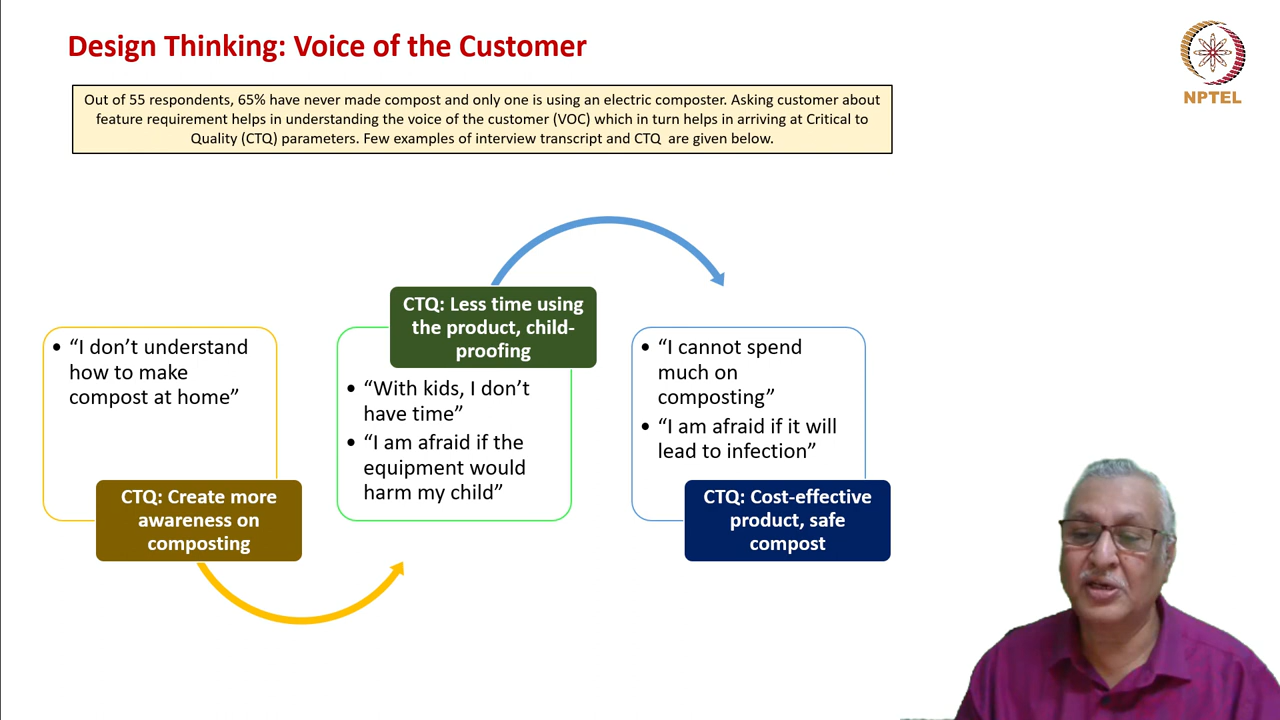 Design Thinking: Voice of the Customer
NPTEL
Out of 55 respondents, 65% have never made compost and only one is using an electric composter. Asking customer about
feature requirement helps in understanding the voice of the customer (VOC) which in turn helps in arriving at Critical to
Quality (CTQ) parameters. Few examples of interview transcript and CTQ are given below.
• “I don’t understand
how to make
compost at home”
CTQ: Create more
awareness on
composting
CTQ: Less time using
the product, child-
proofing
• “With kids, I don’t
have time”
• “I am afraid if the
equipment would
harm my child”
• “I cannot spend
much on
composting”
• “I am afraid if it will
lead to infection”
CTQ: Cost-effective
product, safe
compost